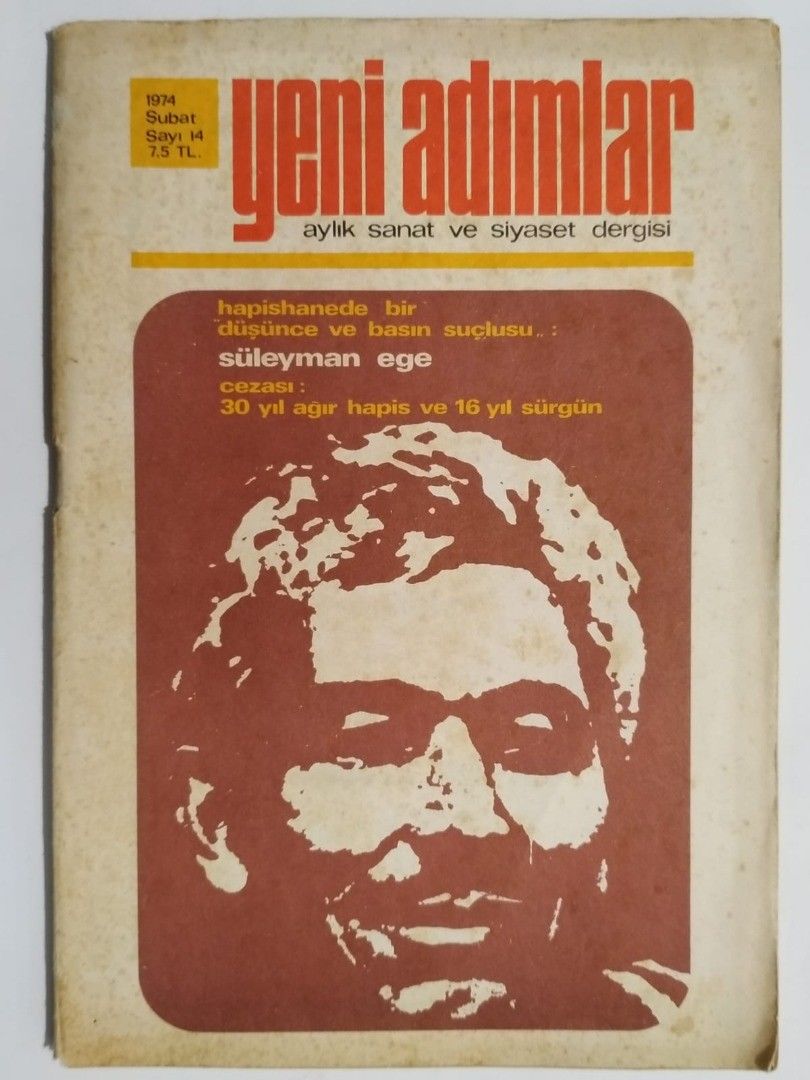 1974
Şubat
Sayı 14
7.5 TL.
yeni adımlar
aylık sanat ve siyaset dergisi
hapishanede bir
"düşünce ve basın suçlusu" :
süleyman ege
cezası :
30 yıl ağır hapis ve 16 yıl sürgün